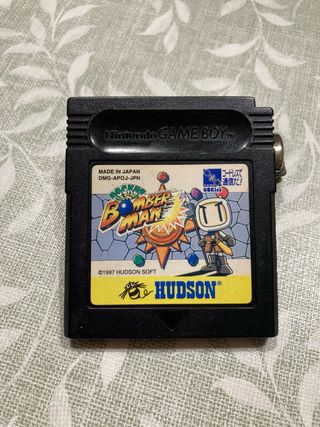 Nintendo GAME BOY™
MADE IN JAPAN
DMG-APOJ-JPN
コードレスで
通信だ!
GBKiss
POCKET
BOMBER
MAN
©1997 HUDSON SOFT
HUDSON®